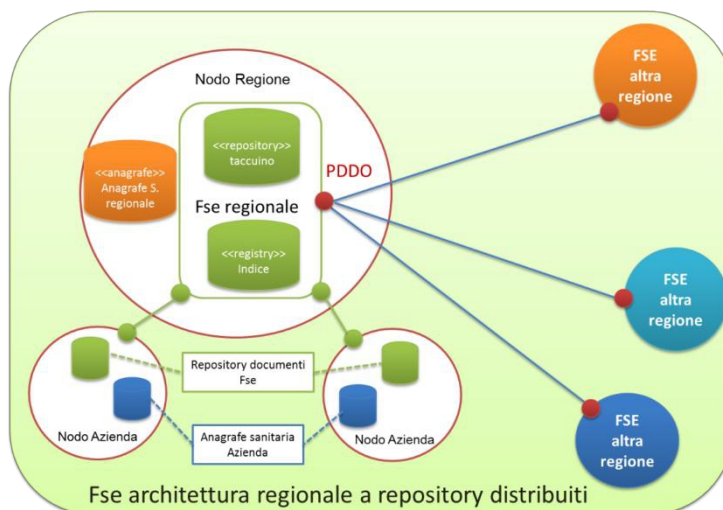 Nodo Regione
<<repository>>
taccuino
<<anagrafe>>
Anagrafe S.
regionale
Fse regionale
PDDO
<<registry>>
Indice
FSE
altra
regione
FSE
altra
regione
FSE
altra
regione
Repository documenti
Fse
Nodo Azienda
Anagrafe sanitaria
Azienda
Nodo Azienda
Fse architettura regionale a repository distribuiti